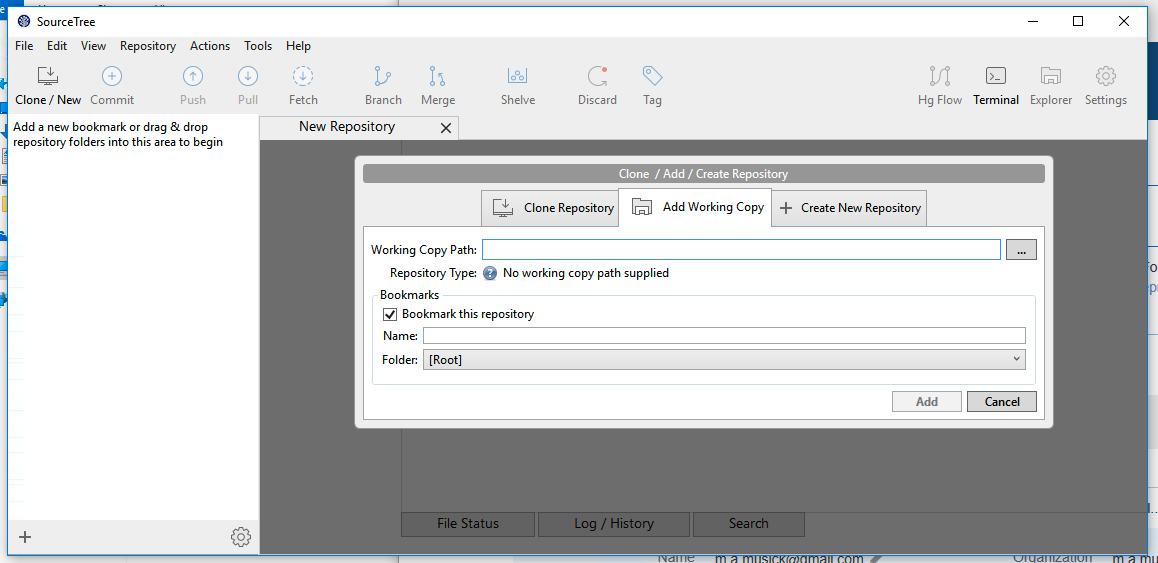 SourceTree
File Edit View Repository Actions Tools Help
Clone / New Commit Push Pull Fetch Branch Merge Shelve Discard Tag Hg Flow Terminal Explorer Settings
Add a new bookmark or drag & drop
repository folders into this area to begin
New Repository
Clone / Add / Create Repository
Clone Repository Add Working Copy Create New Repository
Working Copy Path: ...
Repository Type: ? No working copy path supplied
Bookmarks
Bookmark this repository
Name:
Folder: [Root]
Add Cancel
File Status Log / History Search
Name m.a.musick@gmail.com Organization m.a.mu